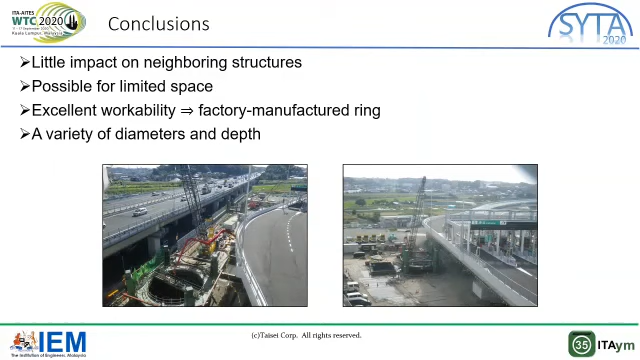 ITA-AITES
WTC 2020
11 - 17 September 2020
Kuala Lumpur, Malaysia
Conclusions
SYTA
2020
➢Little impact on neighboring structures
➢Possible for limited space
➢Excellent workability ⇒ factory-manufactured ring
➢A variety of diameters and depth
IEM
The Institution of Engineers, Malaysia
(c)Taisei Corp. All rights reserved.
35 ITAym